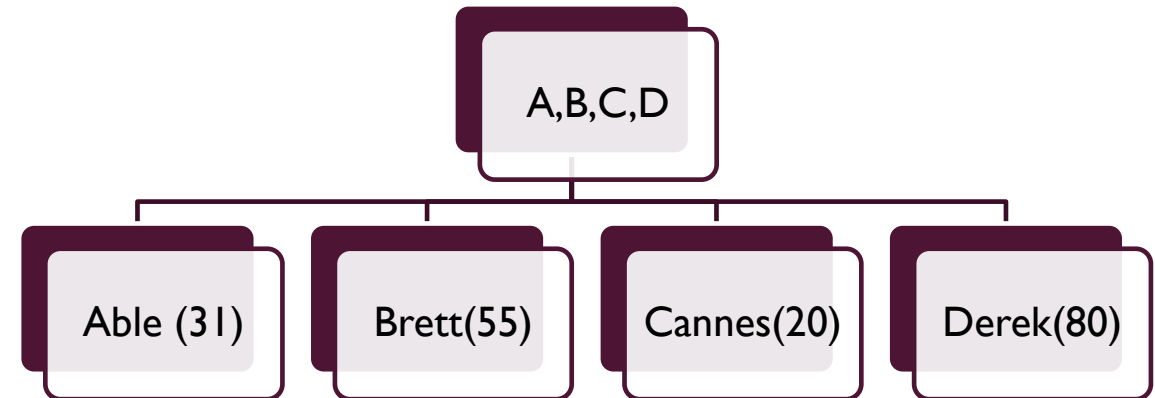 A,B,C,D
Able (31)
Brett(55)
Cannes(20)
Derek(80)